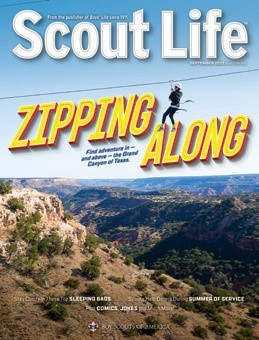 From the publisher of Boys' Life since 1911
Scout Life
SEPTEMBER
ZIPPING
ALONG
Find adventure in —
and above — the Grand
Canyon of Texas.
SLEEPING BAGS
SUMMER OF SERVICE
COMICS, JOKES
BOY SCOUTS OF AMERICA